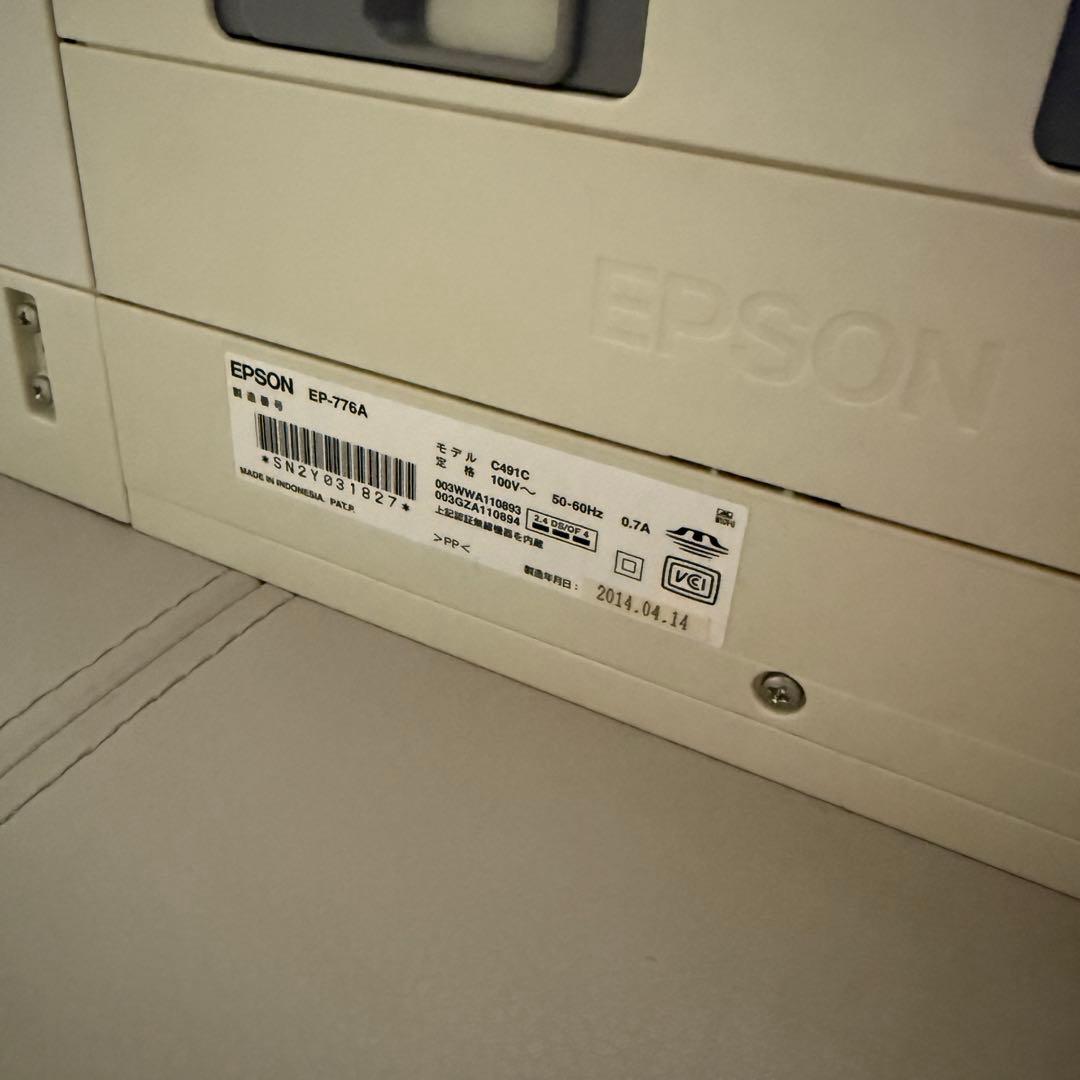 EPSON
EPSON EP-776A
製造番号
*SN2Y031827*
MADE IN INDONESIA. PAT.P.
モデル C491C
定格 100V～ 50-60Hz 0.7A
003WWA110893
003GZA110894
2.4 DS/OF 4
上記認証無線機器を内蔵
>PP<
VCI
製造年月日：
2014.04.14